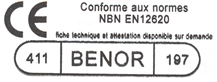 CE
Conforme aux normes
NBN EN12620
fiche technique et attestation disponible sur demande
411 BENOR 197